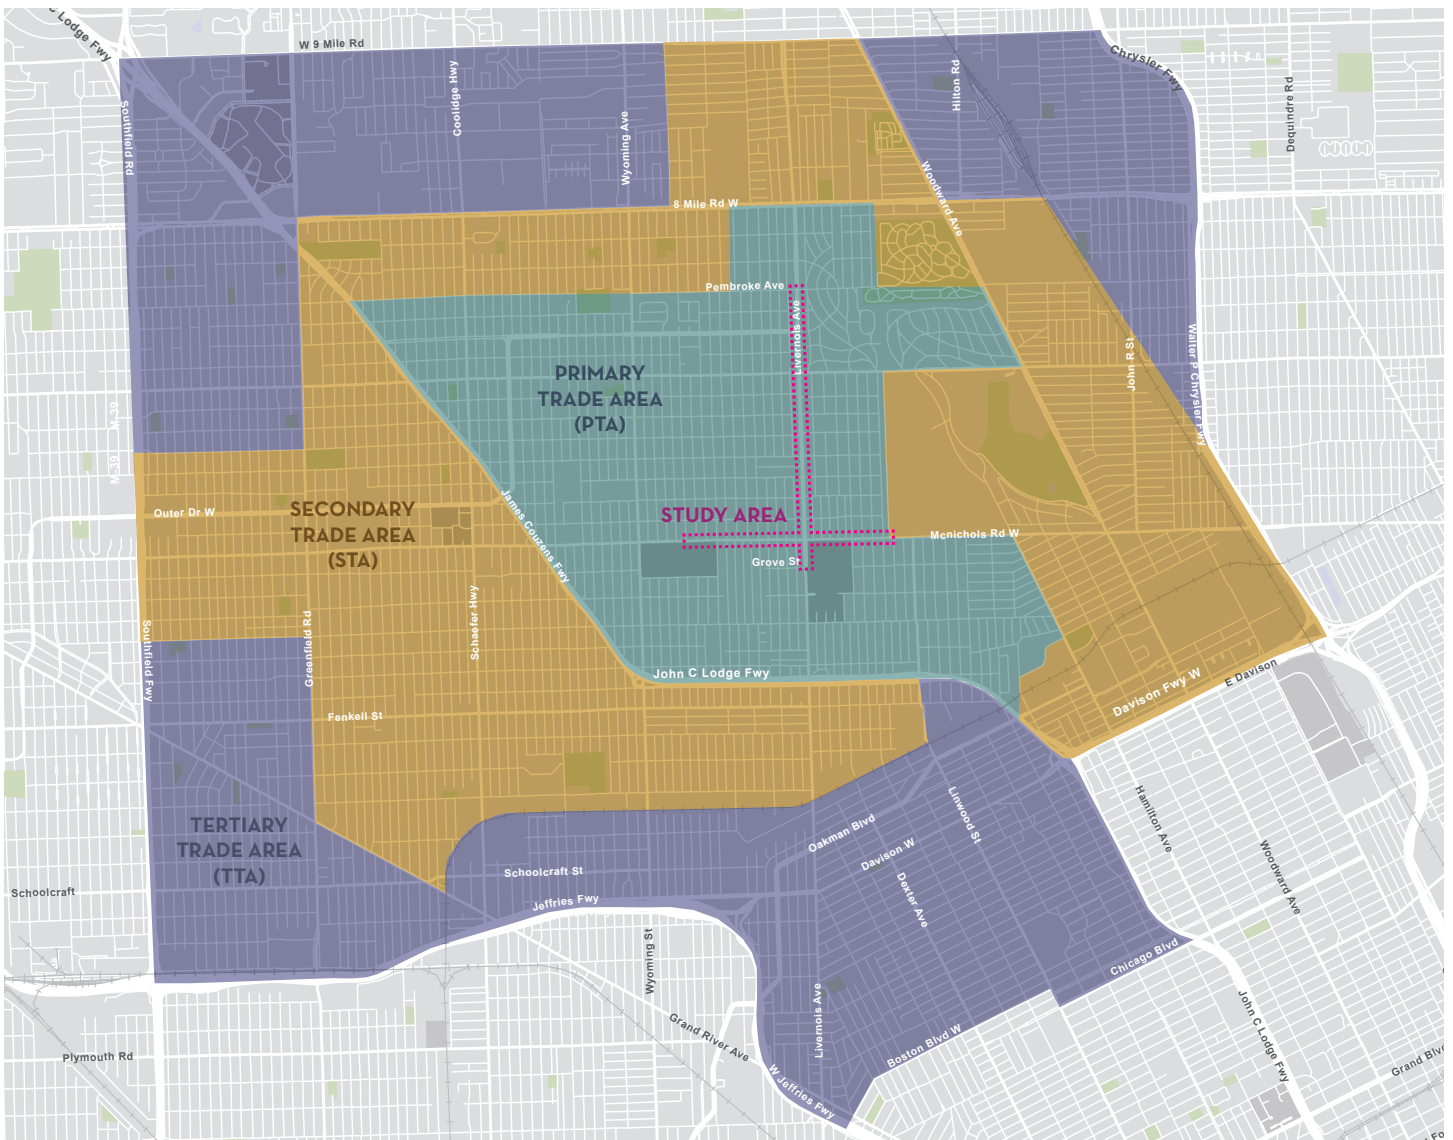 C Lodge Fwy
W 9 Mile Rd
Coolidge Hwy
Wyoming Ave
Hilton Rd
Chrysler Fwy
Dequindre Rd
Southfield Rd
8 Mile Rd W
Woodward Ave
Pembroke Ave
Livernois Ave
John R St
Walter P Chrysler Fwy
PRIMARY
TRADE AREA
(PTA)
M-39
M-39
SECONDARY
TRADE AREA
(STA)
Outer Dr W
James Couzens Fwy
STUDY AREA
Mcnichols Rd W
Grove St
Schaefer Hwy
Greenfield Rd
Southfield Fwy
John C Lodge Fwy
Fenkell St
Davison Fwy W
E Davison
TERTIARY
TRADE AREA
(TTA)
Oakman Blvd
Davison W
Linwood St
Hamilton Ave
Woodward Ave
Schoolcraft
Schoolcraft St
Jeffries Fwy
Dexter Ave
Wyoming St
Chicago Blvd
Livernois Ave
Boston Blvd W
Grand River Ave
John C Lodge Fwy
Plymouth Rd
W Jeffries Fwy
Grand Blv